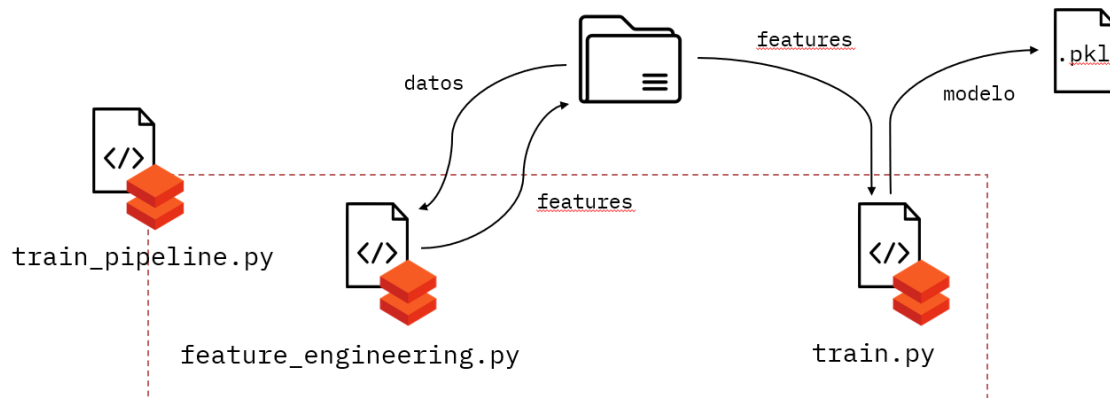 features
.pkl
datos
modelo
</>
</>
features
</>
train_pipeline.py
feature_engineering.py
train.py